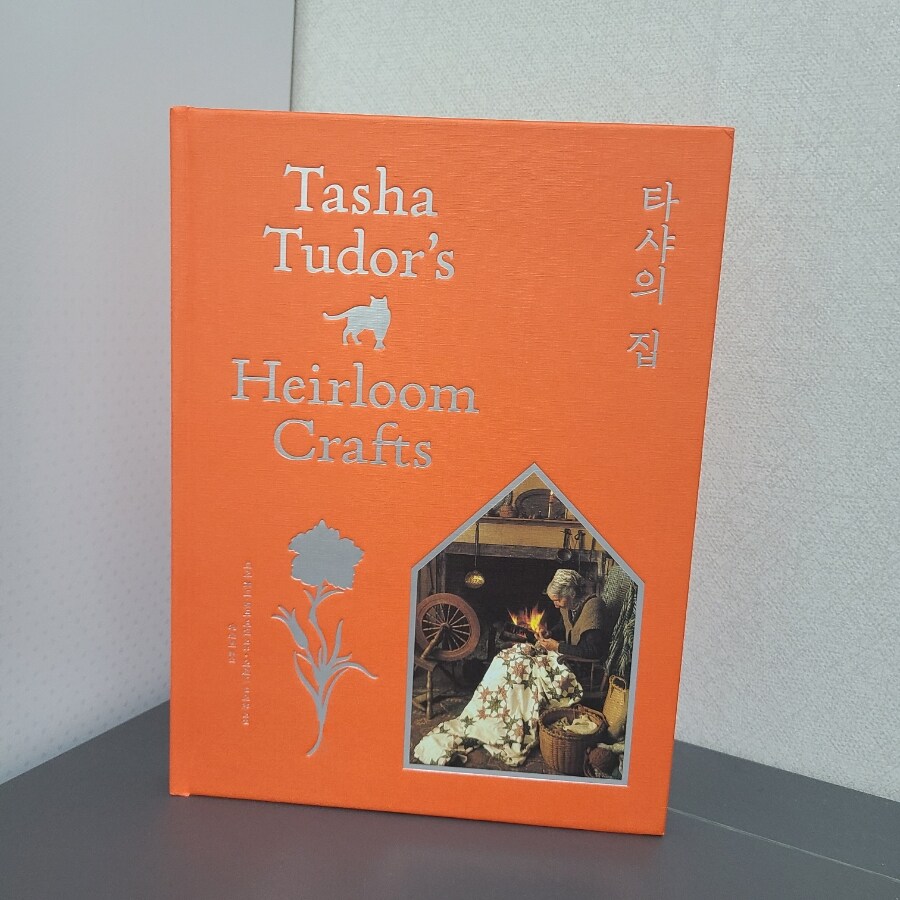 Tasha
Tudor's
Heirloom
Crafts
타샤의 집